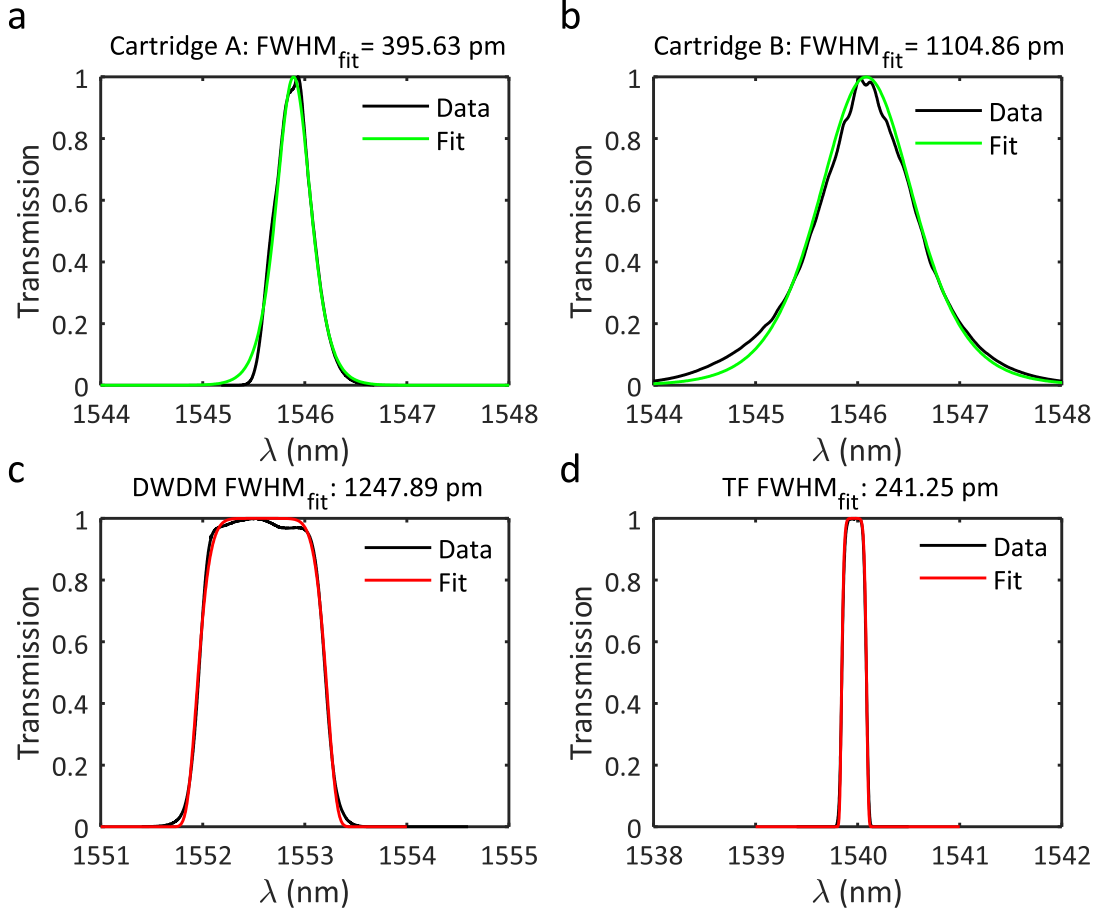 a
Cartridge A: FWHMfit= 395.63 pm
1
0.8
0.6
0.4
0.2
0
Transmission
Data
Fit
1544 1545 1546 1547 1548
λ (nm)
b
Cartridge B: FWHMfit= 1104.86 pm
1
0.8
0.6
0.4
0.2
0
Transmission
Data
Fit
1544 1545 1546 1547 1548
λ (nm)
c
DWDM FWHMfit: 1247.89 pm
1
0.8
0.6
0.4
0.2
0
Transmission
Data
Fit
1551 1552 1553 1554 1555
λ (nm)
d
TF FWHMfit: 241.25 pm
1
0.8
0.6
0.4
0.2
0
Transmission
Data
Fit
1538 1539 1540 1541 1542
λ (nm)